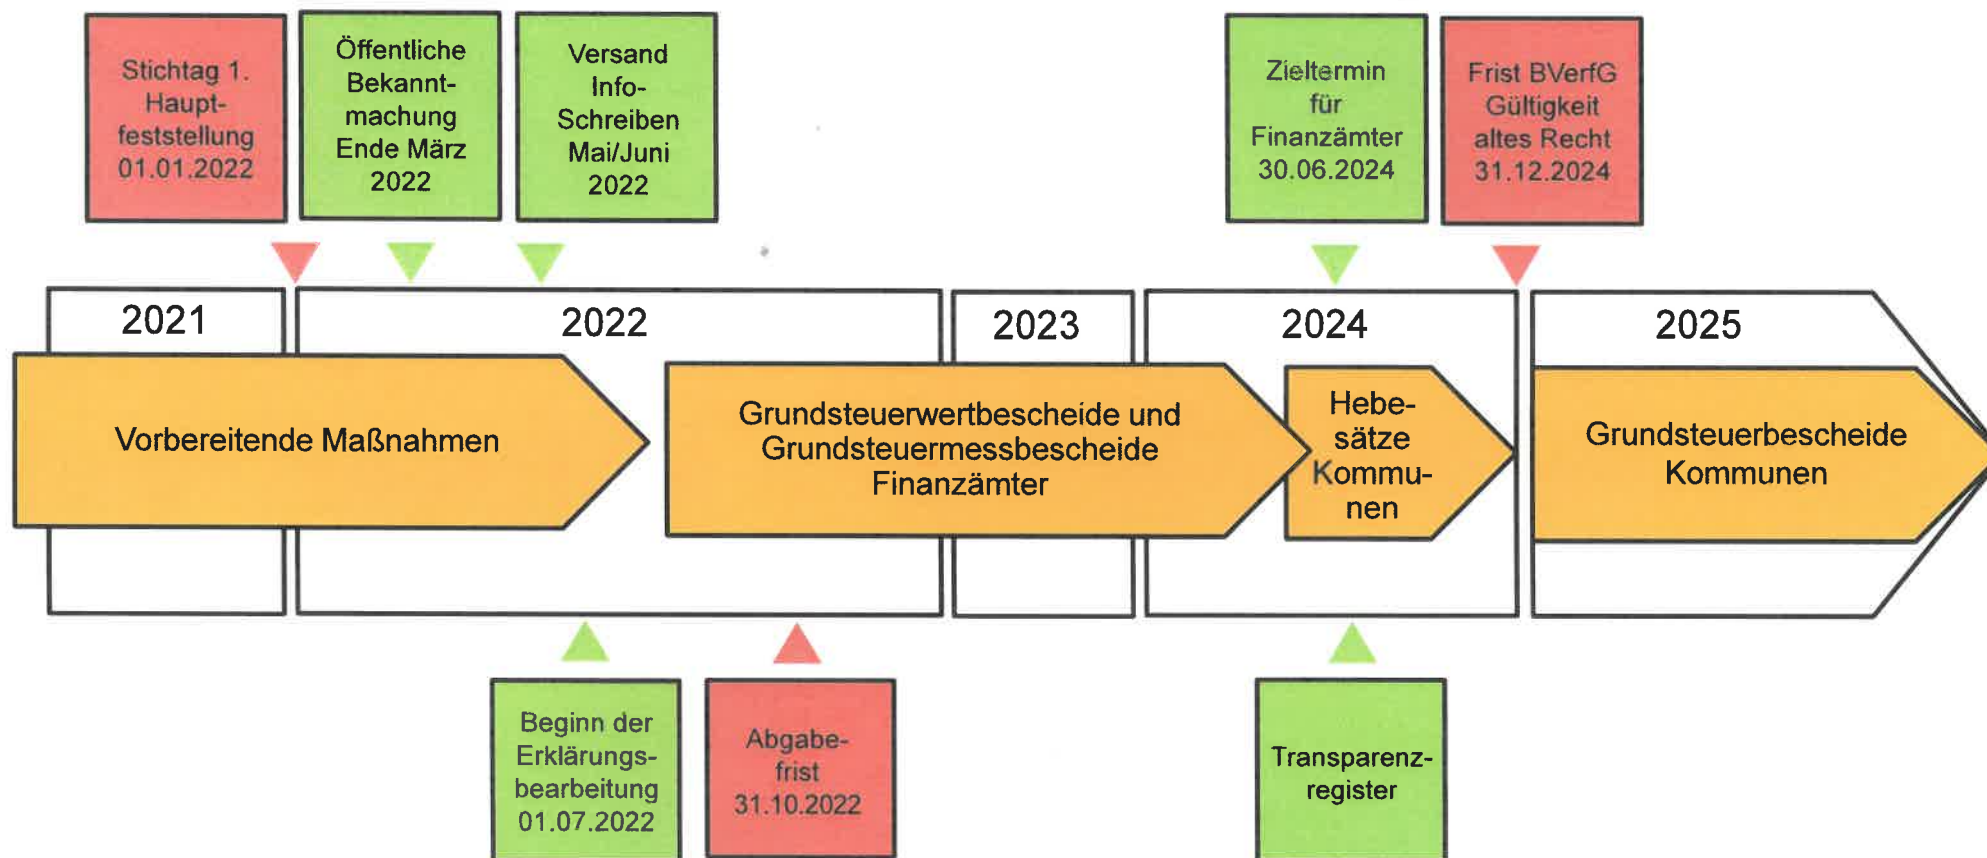 Stichtag 1.
Haupt-
feststellung
01.01.2022
Öffentliche
Bekannt-
machung
Ende März
2022
Versand
Info-
Schreiben
Mai/Juni
2022
Zieltermin
für
Finanzämter
30.06.2024
Frist BVerfG
Gültigkeit
altes Recht
31.12.2024
2021
2022
2023
2024
2025
Vorbereitende Maßnahmen
Grundsteuerwertbescheide und
Grundsteuermessbescheide
Finanzämter
Hebe-
sätze
Kommu-
nen
Grundsteuerbescheide
Kommunen
Beginn der
Erklärungs-
bearbeitung
01.07.2022
Abgabe-
frist
31.10.2022
Transparenz-
register